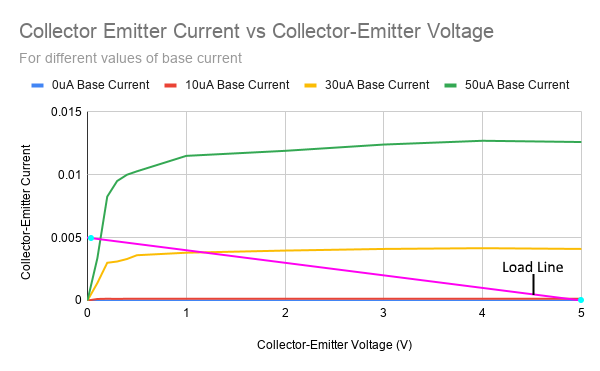 Collector Emitter Current vs Collector-Emitter Voltage
For different values of base current
0uA Base Current 10uA Base Current 30uA Base Current 50uA Base Current
0.015
0.01
0.005
0
Collector-Emitter Current
Load Line
0 1 2 3 4 5
Collector-Emitter Voltage (V)